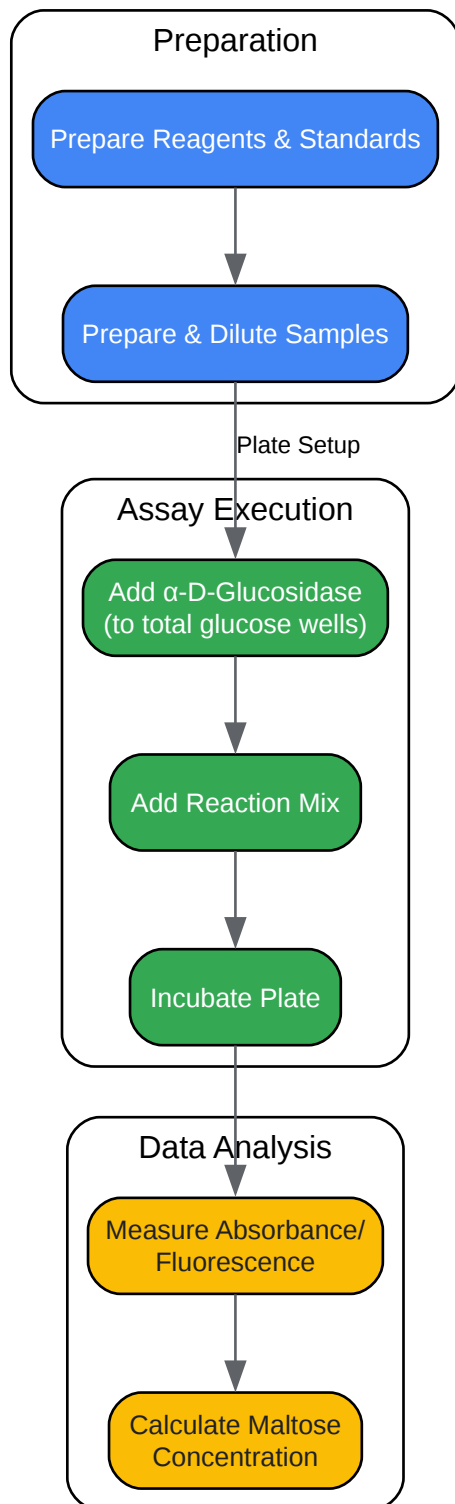 Preparation
Prepare Reagents & Standards
Prepare & Dilute Samples
Plate Setup
Assay Execution
Add α-D-Glucosidase
(to total glucose wells)
Add Reaction Mix
Incubate Plate
Data Analysis
Measure Absorbance/
Fluorescence
Calculate Maltose
Concentration